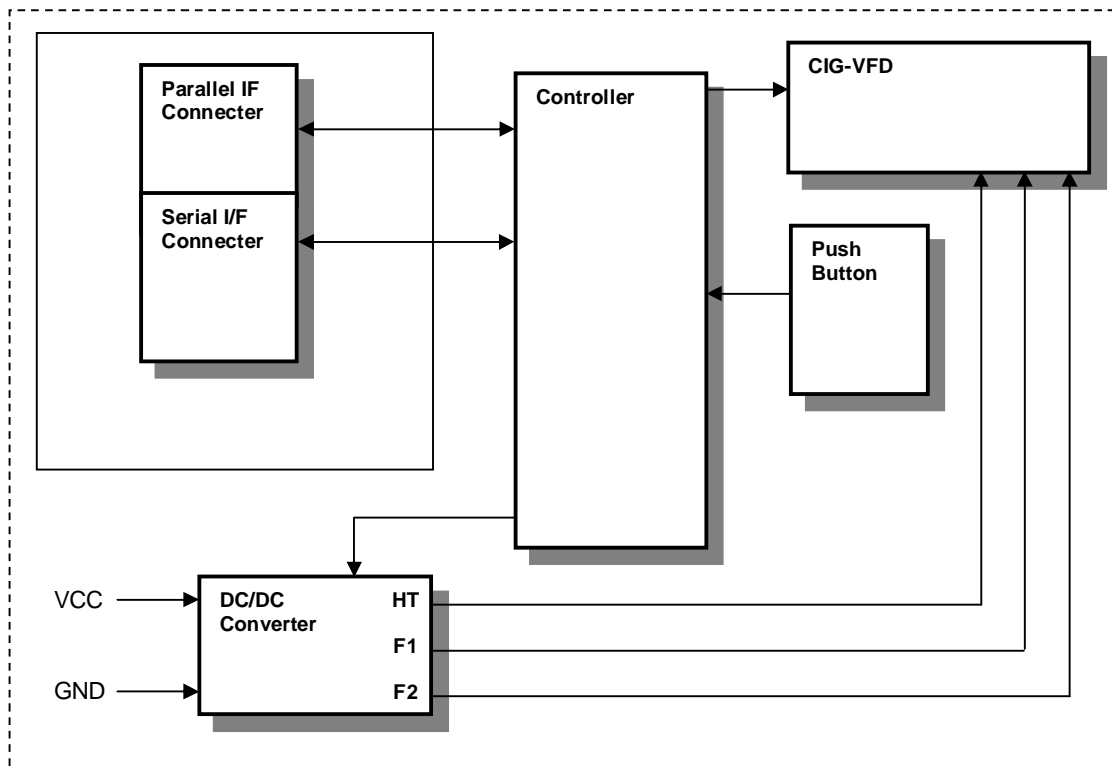 Parallel IF
Connecter
Serial I/F
Connecter
Controller
CIG-VFD
Push
Button
VCC
GND
DC/DC
Converter
HT
F1
F2